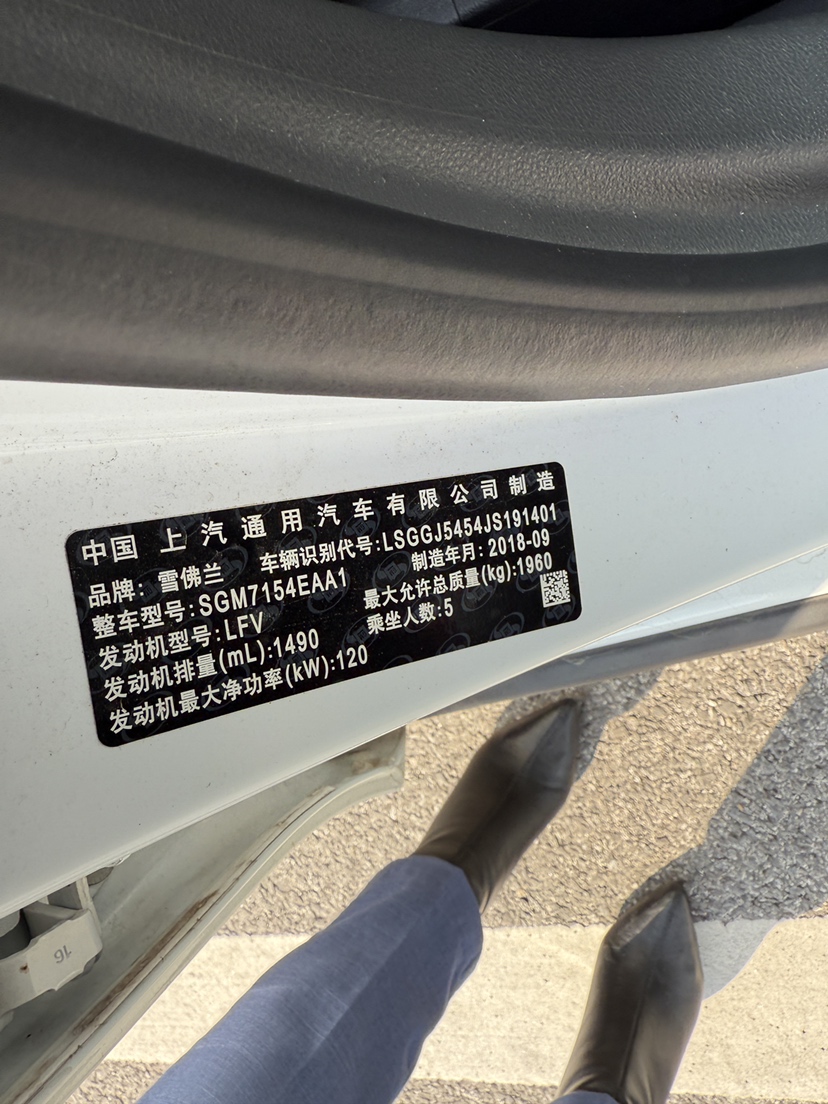 中国 上汽通用汽车有限公司制造
品牌: 雪佛兰 车辆识别代号:LSGGJ5454JS191401
整车型号:SGM7154EAA1 制造年月: 2018-09
发动机型号:LFV 最大允许总质量(kg):1960
发动机排量(mL):1490 乘坐人数:5
发动机最大净功率(kW):120
16